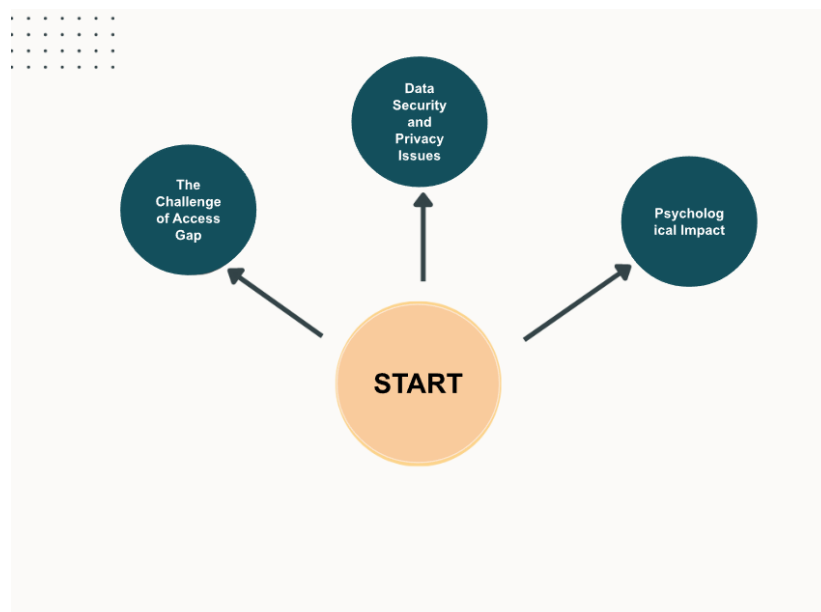 Data
Security
and
Privacy
Issues
The
Challenge
of Access
Gap
Psycholog
ical Impact
START